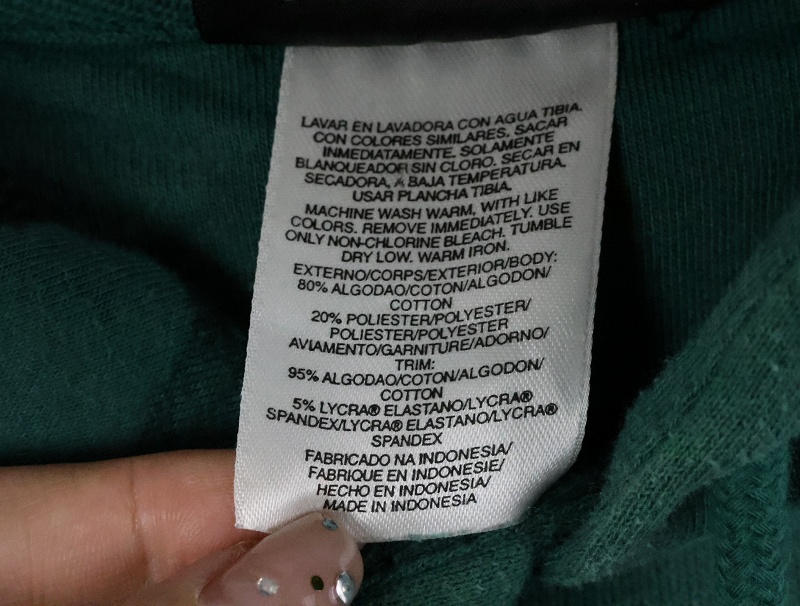 LAVAR EN LAVADORA CON AGUA TIBIA.
CON COLORES SIMILARES. SACAR
INMEDIATAMENTE. SOLAMENTE
BLANQUEADOR SIN CLORO. SECAR EN
SECADORA, A BAJA TEMPERATURA.
USAR PLANCHA TIBIA.
MACHINE WASH WARM, WITH LIKE
COLORS. REMOVE IMMEDIATELY. USE
ONLY NON-CHLORINE BLEACH. TUMBLE
DRY LOW. WARM IRON.
EXTERNO/CORPS/EXTERIOR/BODY:
80% ALGODAO/COTON/ALGODON/
COTTON
20% POLIESTER/POLYESTER/
POLIESTER/POLYESTER
AVIAMENTO/GARNITURE/ADORNO/
TRIM:
95% ALGODAO/COTON/ALGODON/
COTTON
5% LYCRA® ELASTANO/LYCRA®
SPANDEX/LYCRA® ELASTANO/LYCRA®
SPANDEX
FABRICADO NA INDONESIA/
FABRIQUE EN INDONESIE/
HECHO EN INDONESIA/
MADE IN INDONESIA